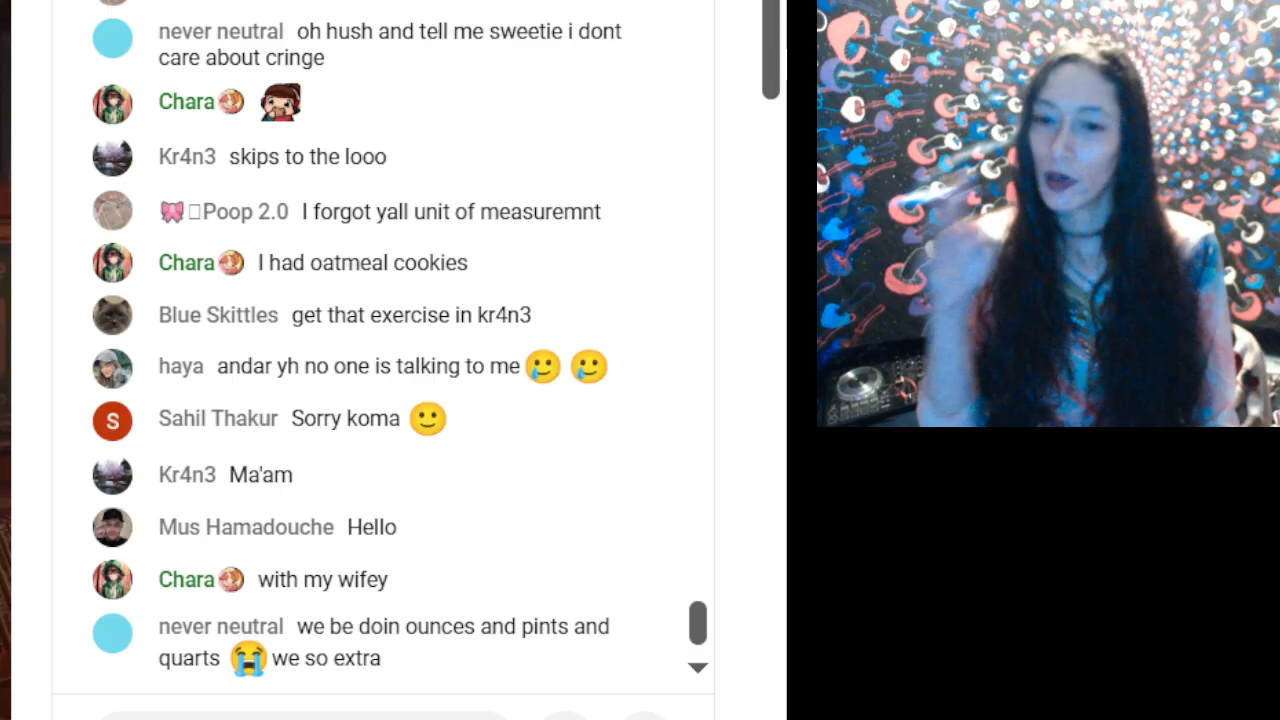 never neutral oh hush and tell me sweetie i dont
care about cringe
Chara
Kr4n3 skips to the looo
🎀Poop 2.0 I forgot yall unit of measuremnt
Chara I had oatmeal cookies
Blue Skittles get that exercise in kr4n3
haya andar yh no one is talking to me🥲 🥲
S Sahil Thakur Sorry koma 🙂
Kr4n3 Ma'am
Mus Hamadouche Hello
Chara with my wifey
never neutral we be doin ounces and pints and
quarts 😭 we so extra